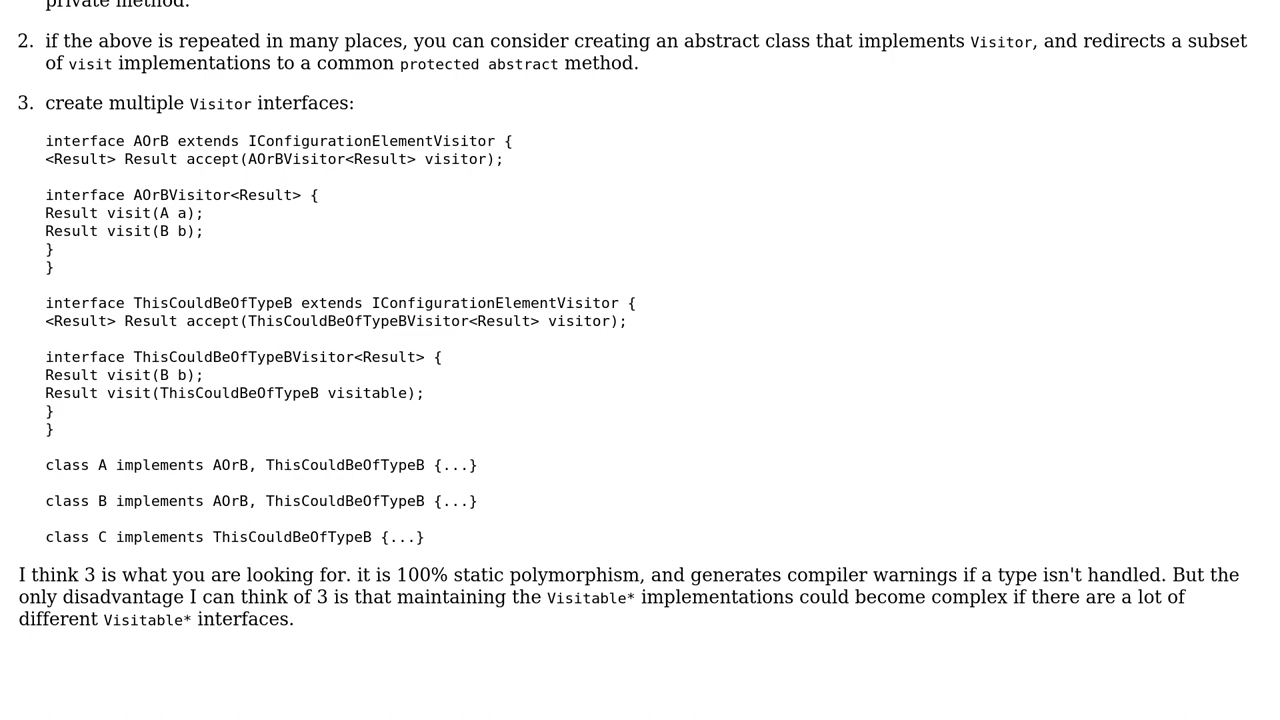 private method.
2. if the above is repeated in many places, you can consider creating an abstract class that implements Visitor, and redirects a subset
of visit implementations to a common protected abstract method.
3. create multiple Visitor interfaces:
interface AOrB extends IConfigurationElementVisitor {
<Result> Result accept(AOrBVisitor<Result> visitor);
interface AOrBVisitor<Result> {
Result visit(A a);
Result visit(B b);
}
}
interface ThisCouldBeOfTypeB extends IConfigurationElementVisitor {
<Result> Result accept(ThisCouldBeOfTypeBVisitor<Result> visitor);
interface ThisCouldBeOfTypeBVisitor<Result> {
Result visit(B b);
Result visit(ThisCouldBeOfTypeB visitable);
}
}
class A implements AOrB, ThisCouldBeOfTypeB {...}
class B implements AOrB, ThisCouldBeOfTypeB {...}
class C implements ThisCouldBeOfTypeB {...}
I think 3 is what you are looking for. it is 100% static polymorphism, and generates compiler warnings if a type isn't handled. But the
only disadvantage I can think of 3 is that maintaining the Visitable* implementations could become complex if there are a lot of
different Visitable* interfaces.